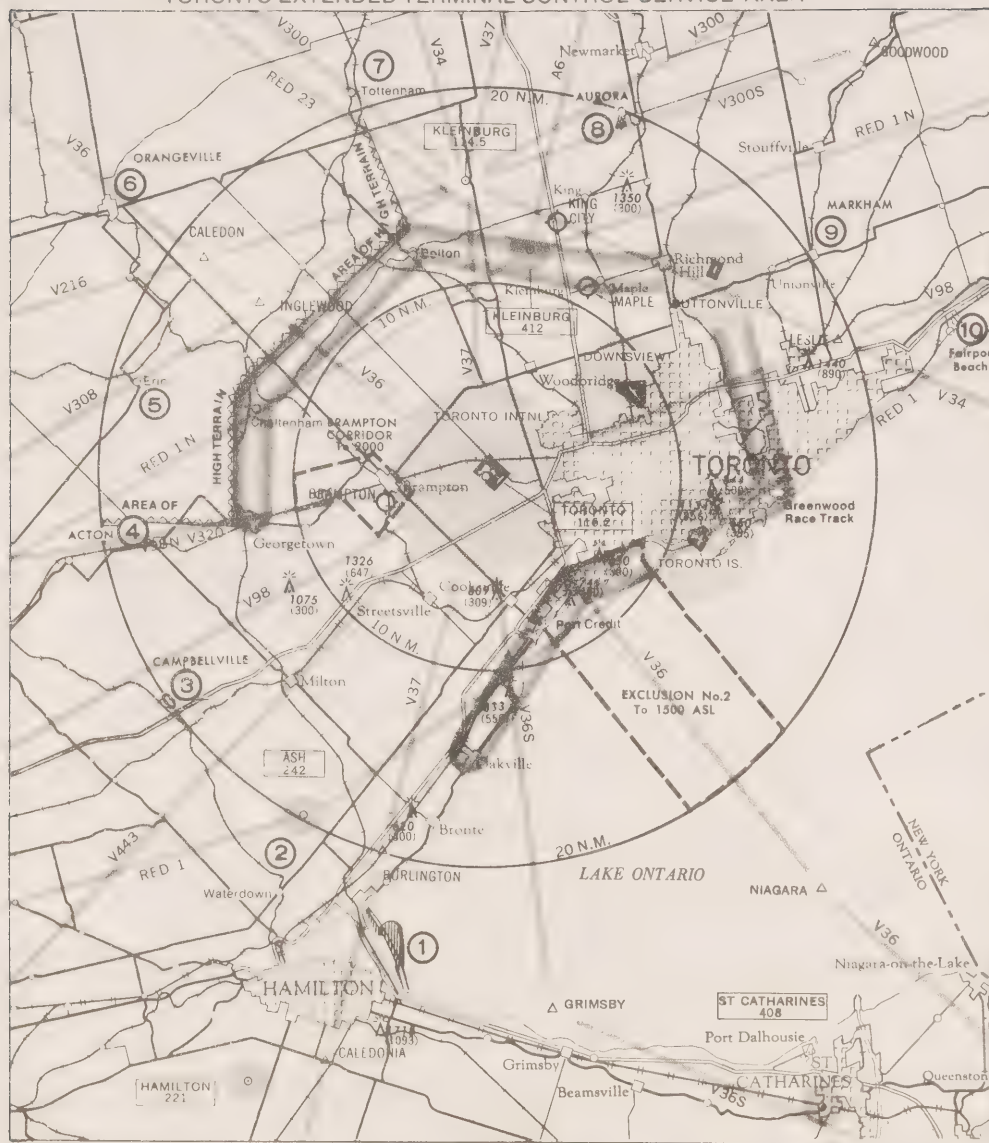 TORONTO EXTENDED TERMINAL CONTROL SERVICE AREA
V300
V34
V37
V300
Newmarket
GOODWOOD
7
Tottenham
RED 23
A6
AURORA
20 N.M.
V300S
8
RED 1 N
KLEINBURG
114.5
V36
Stouffville
ORANGEVILLE
6
AREA OF HIGH TERRAIN
King
KING
CITY
1350
(300)
MARKHAM
9
CALEDON
Bolton
Richmond
Hill
V216
Kleinburg
Maple
MAPLE
Unionville
INGLEWOOD
10 N.M.
BUTTONVILLE
V98
KLEINBURG
412
10
Fairport
Beach
DOWNSVIEW
LESLIE
V37
V36
Woodbridge
1440
(890)
Erin
5
V308
RED 1
V34
Cheltenham
BRAMPTON
CORRIDOR
To 2000
TORONTO INTNL
HIGH TERRAIN
RED 1 N
TORONTO
BRAMPTON
Brampton
(500)
AREA OF
TORONTO
116.2
Greenwood
Race Track
ACTON
4
V320
Georgetown
TORONTO IS.
1326
(647)
V98
1075
(300)
Streetsville
Cooksville
(309)
Port Credit
10 N.M.
CAMPBELLVILLE
3
Milton
V37
V36
EXCLUSION No.2
To 1500 ASL
V36S
ASH
242
Oakville
Bronte
V443
RED 1
2
20 N.M.
NEW YORK
ONTARIO
BURLINGTON
LAKE ONTARIO
NIAGARA
Waterdown
V36
1
Niagara-on-the-Lake
HAMILTON
GRIMSBY
ST CATHARINES
408
Port Dalhousie
(1093)
CALEDONIA
ST
CATHARINES
Grimsby
Queenston
HAMILTON
221
Beamsville
V36S